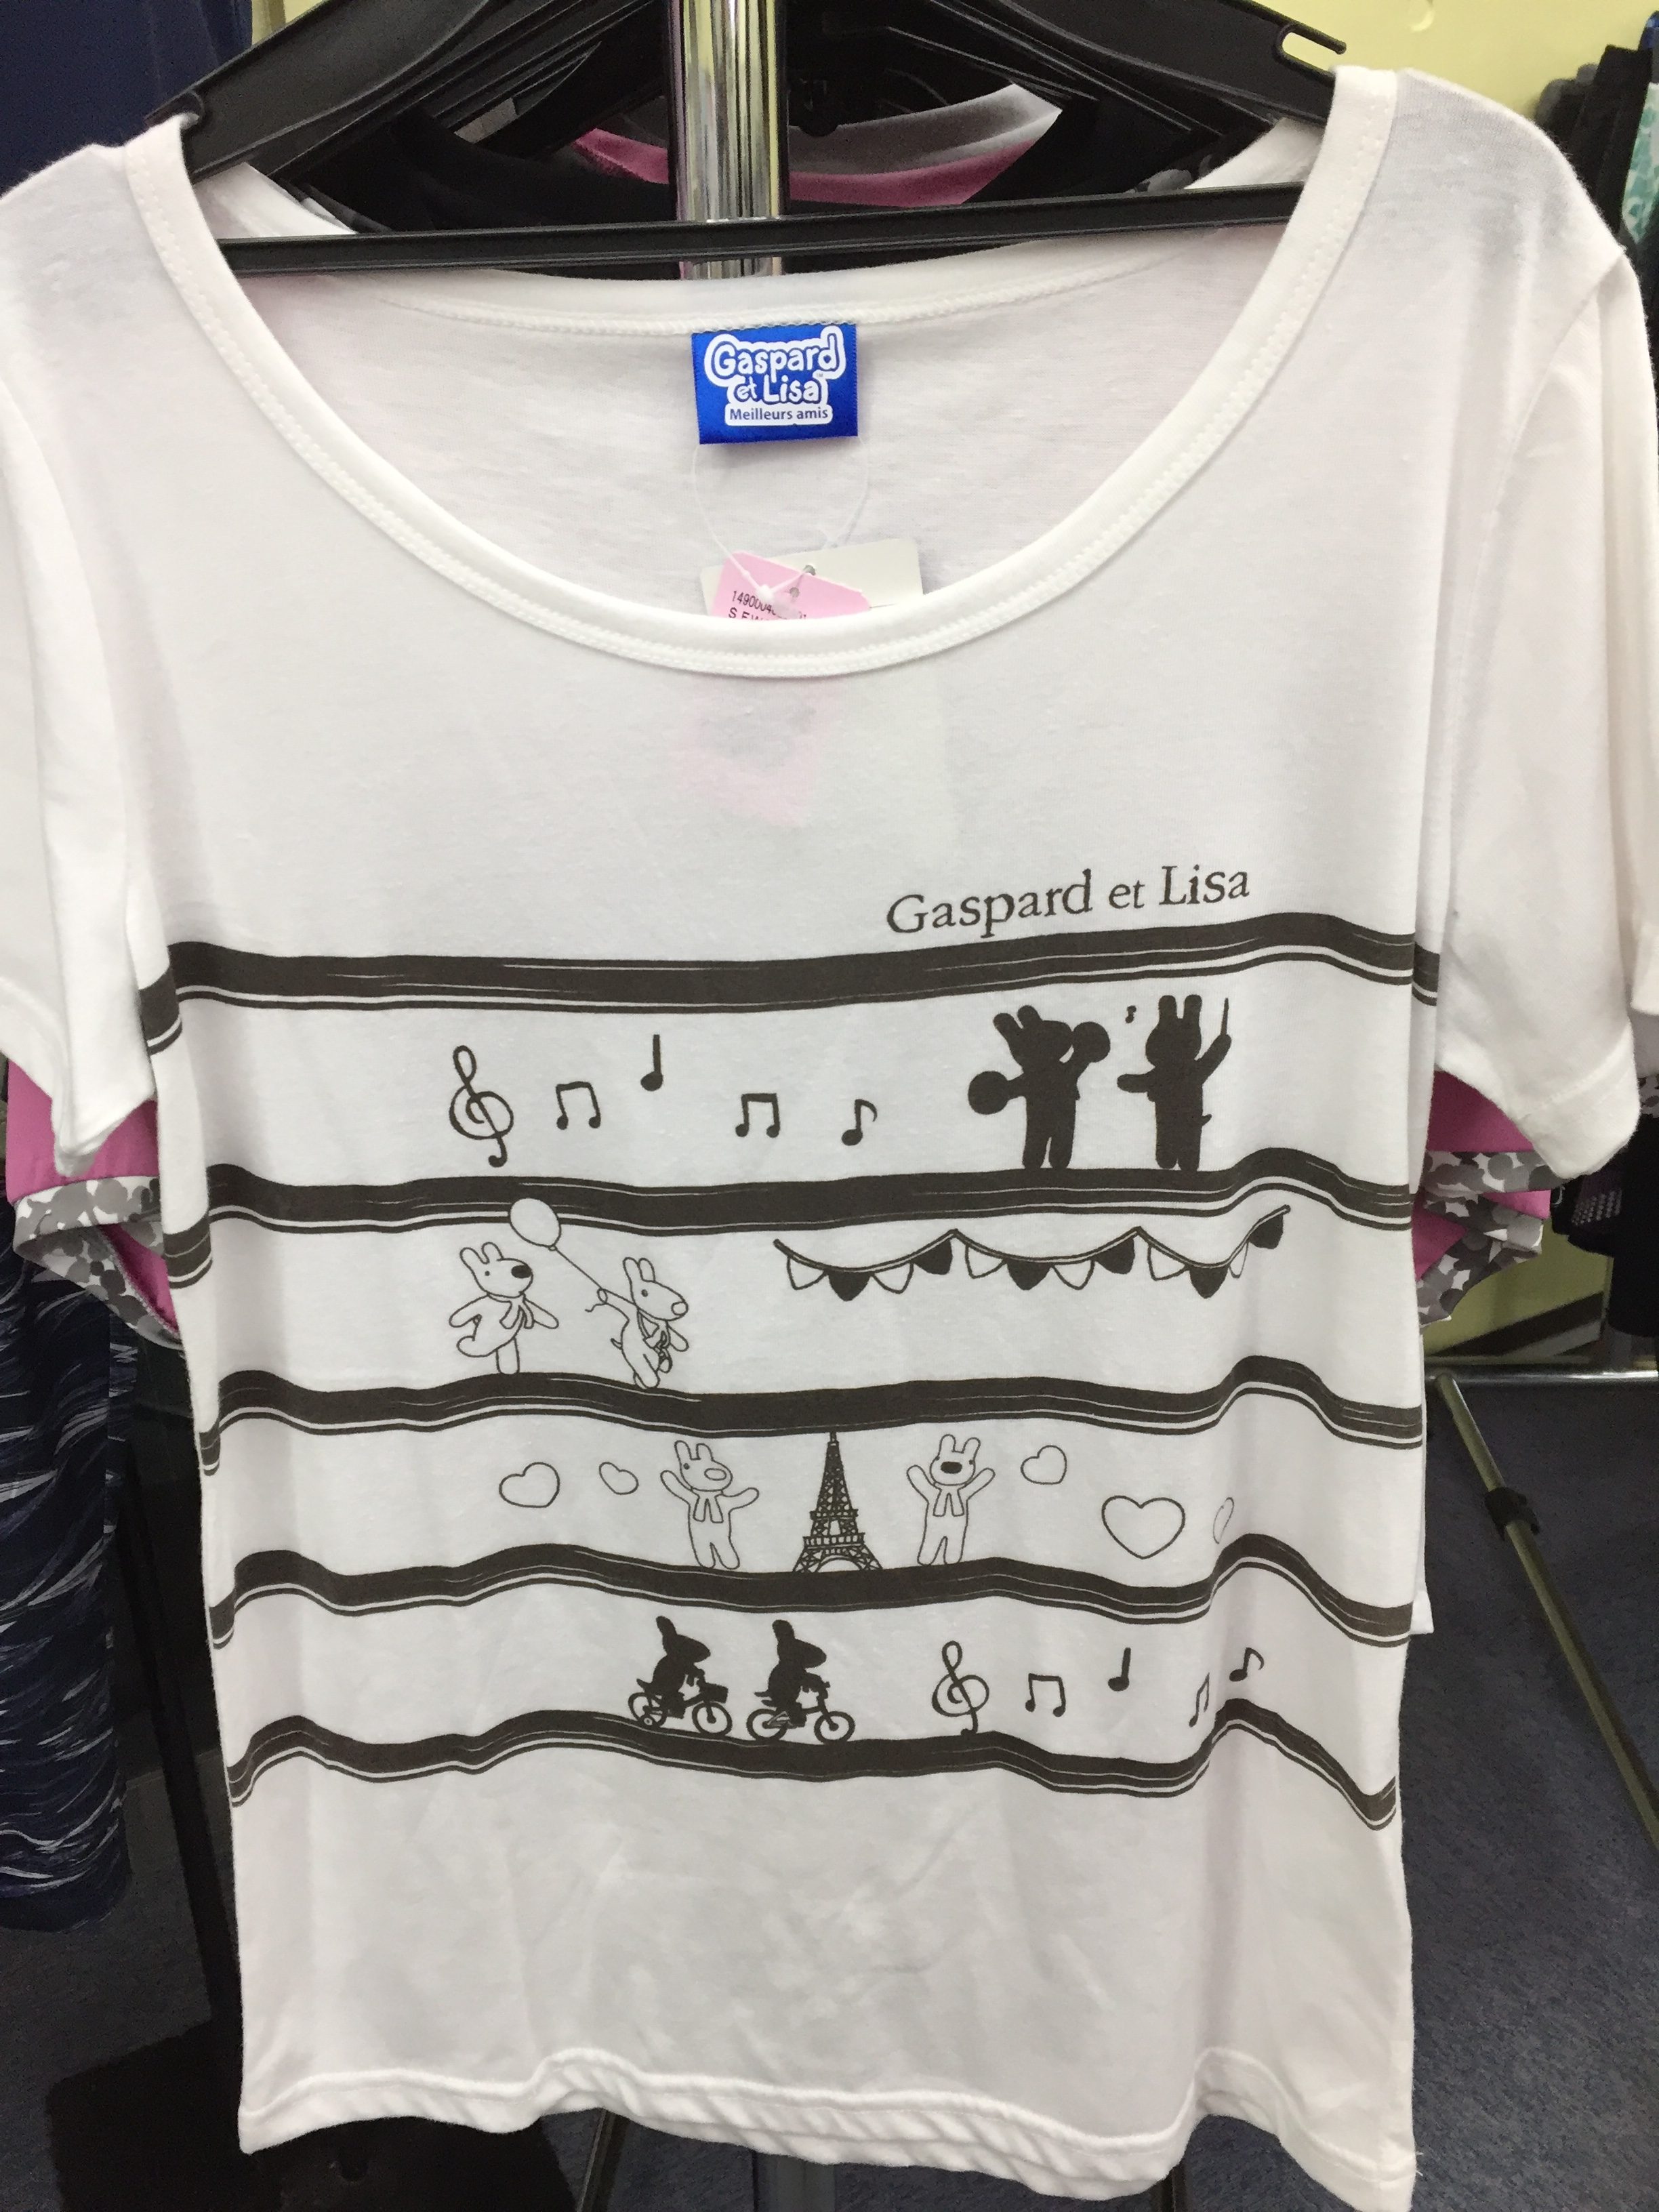 Gaspard
et Lisa
Meilleurs amis
Gaspard et Lisa